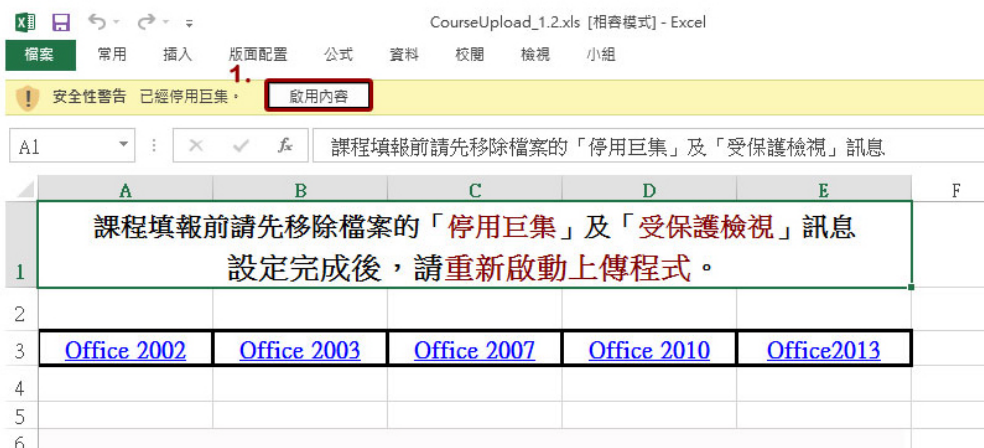 CourseUpload_1.2.xls [相容模式] - Excel
檔案 常用 插入 版面配置 公式 資料 校閱 檢視 小組
1.
安全性警告 已經停用巨集。 啟用內容
A1 fx 課程填報前請先移除檔案的「停用巨集」及「受保護檢視」訊息
A B C D E F
課程填報前請先移除檔案的「停用巨集」及「受保護檢視」訊息
1 設定完成後，請重新啟動上傳程式。
2
3 Office 2002 Office 2003 Office 2007 Office 2010 Office2013
4
5
6